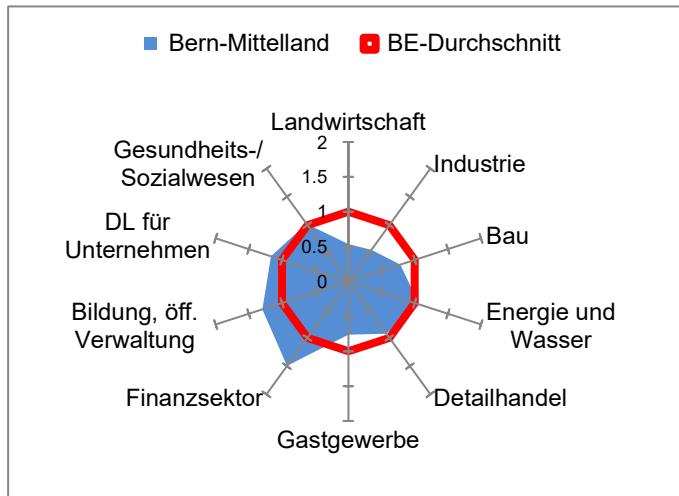 Bern-Mittelland
BE-Durchschnitt
Landwirtschaft
Gesundheits-/
Sozialwesen
Industrie
DL für
Unternehmen
Bau
Bildung, öff.
Verwaltung
Energie und
Wasser
Finanzsektor
Detailhandel
Gastgewerbe
2
1.5
1
0.5
0